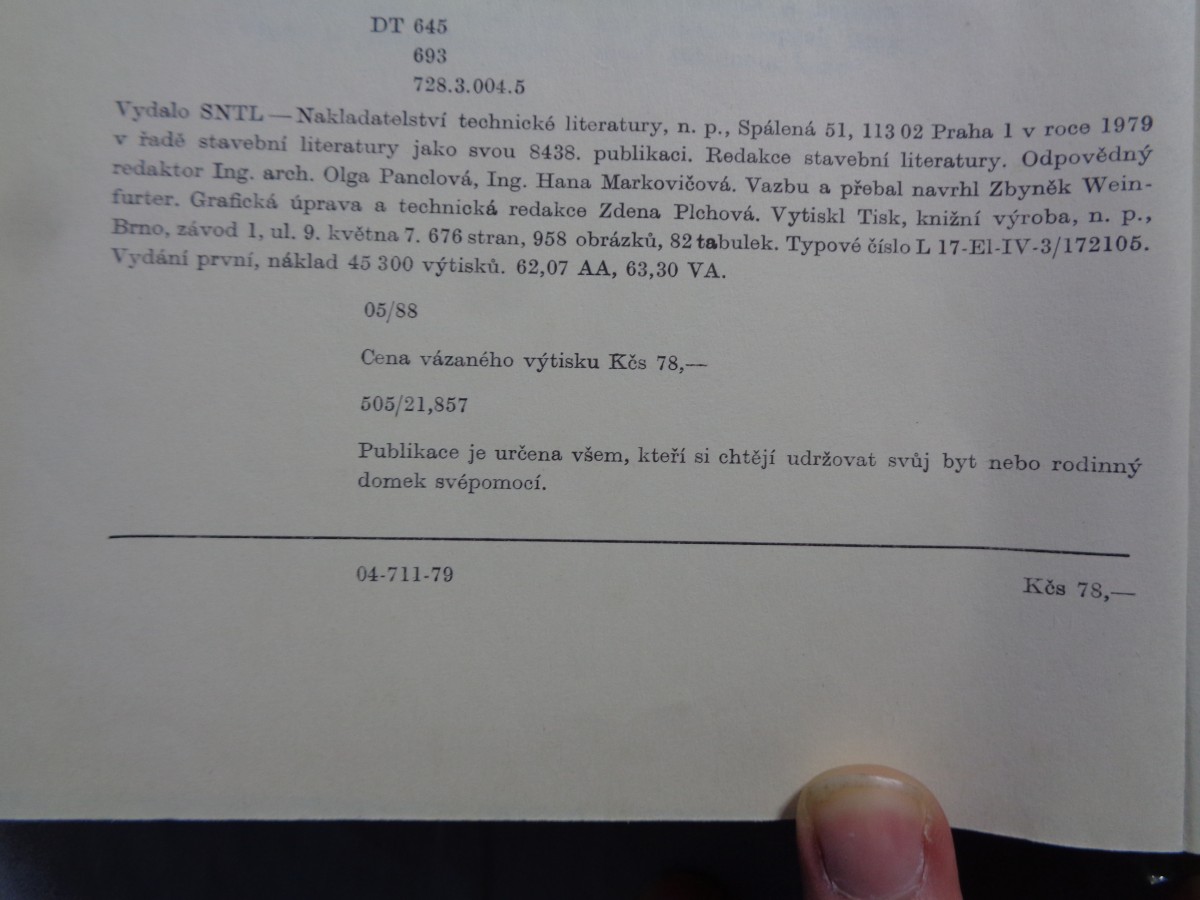 DT 645
693
728.3.004.5
Vydalo SNTL — Nakladatelství technické literatury, n. p., Spálená 51, 113 02 Praha 1 v roce 1979
v řadě stavební literatury jako svou 8438. publikaci. Redakce stavební literatury. Odpovědný
redaktor Ing. arch. Olga Panclová, Ing. Hana Markovičová. Vazbu a přebal navrhl Zbyněk Wein-
furter. Grafická úprava a technická redakce Zdena Plchová. Vytiskl Tisk, knižní výroba, n. p.,
Brno, závod 1, ul. 9. května 7. 676 stran, 958 obrázků, 82 tabulek. Typové číslo L 17-El-IV-3/172105.
Vydání první, náklad 45 300 výtisků. 62,07 AA, 63,30 VA.
05/88
Cena vázaného výtisku Kčs 78,—
505/21,857
Publikace je určena všem, kteří si chtějí udržovat svůj byt nebo rodinný
domek svépomocí.
04-711-79
Kčs 78,—